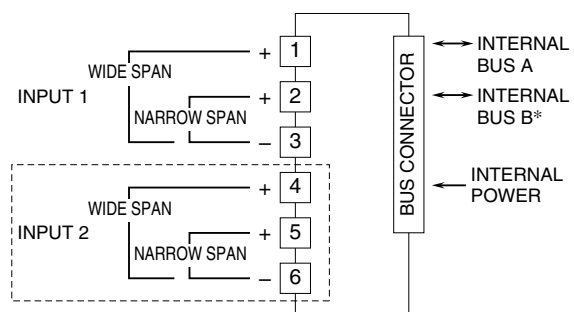 + 1
WIDE SPAN
INPUT 1
+ 2
NARROW SPAN
− 3
+ 4
WIDE SPAN
INPUT 2
+ 5
NARROW SPAN
− 6
BUS CONNECTOR
INTERNAL
BUS A
INTERNAL
BUS B*
INTERNAL
POWER